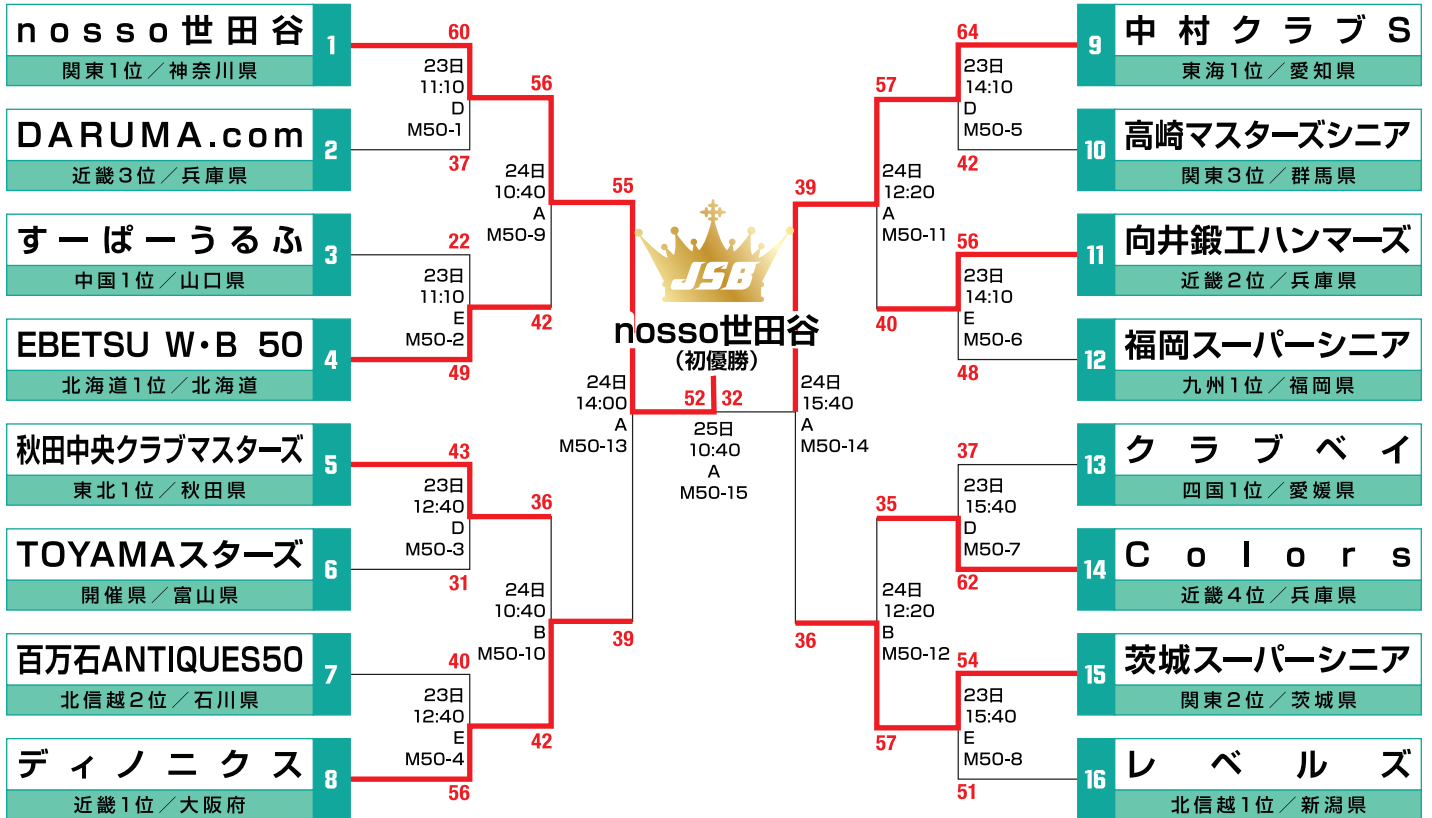 nosso世田谷
1
関東1位／神奈川県
DARUMA.com
2
近畿3位／兵庫県
すーぱーうるふ
3
中国1位／山口県
EBETSU W・B 50
4
北海道1位／北海道
秋田中央クラブマスターズ
5
東北1位／秋田県
TOYAMAスターズ
6
開催県／富山県
百万石ANTIQUES50
7
北信越2位／石川県
ディノニクス
8
近畿1位／大阪府
60
23日
11:10
D
M50-1
37
22
23日
11:10
E
M50-2
49
43
23日
12:40
D
M50-3
31
40
23日
12:40
E
M50-4
56
56
24日
10:40
A
M50-9
42
36
24日
10:40
B
M50-10
42
55
24日
14:00
A
M50-13
39
JSB
nosso世田谷
(初優勝)
52 32
25日
10:40
A
M50-15
39
24日
15:40
A
M50-14
36
57
24日
12:20
A
M50-11
40
35
24日
12:20
B
M50-12
57
64
23日
14:10
D
M50-5
42
56
23日
14:10
E
M50-6
48
37
23日
15:40
D
M50-7
62
54
23日
15:40
E
M50-8
51
9
中村クラブS
東海1位／愛知県
10
高崎マスターズシニア
関東3位／群馬県
11
向井鍛工ハンマーズ
近畿2位／兵庫県
12
福岡スーパーシニア
九州1位／福岡県
13
クラブベイ
四国1位／愛媛県
14
Colors
近畿4位／兵庫県
15
茨城スーパーシニア
関東2位／茨城県
16
レベルズ
北信越1位／新潟県